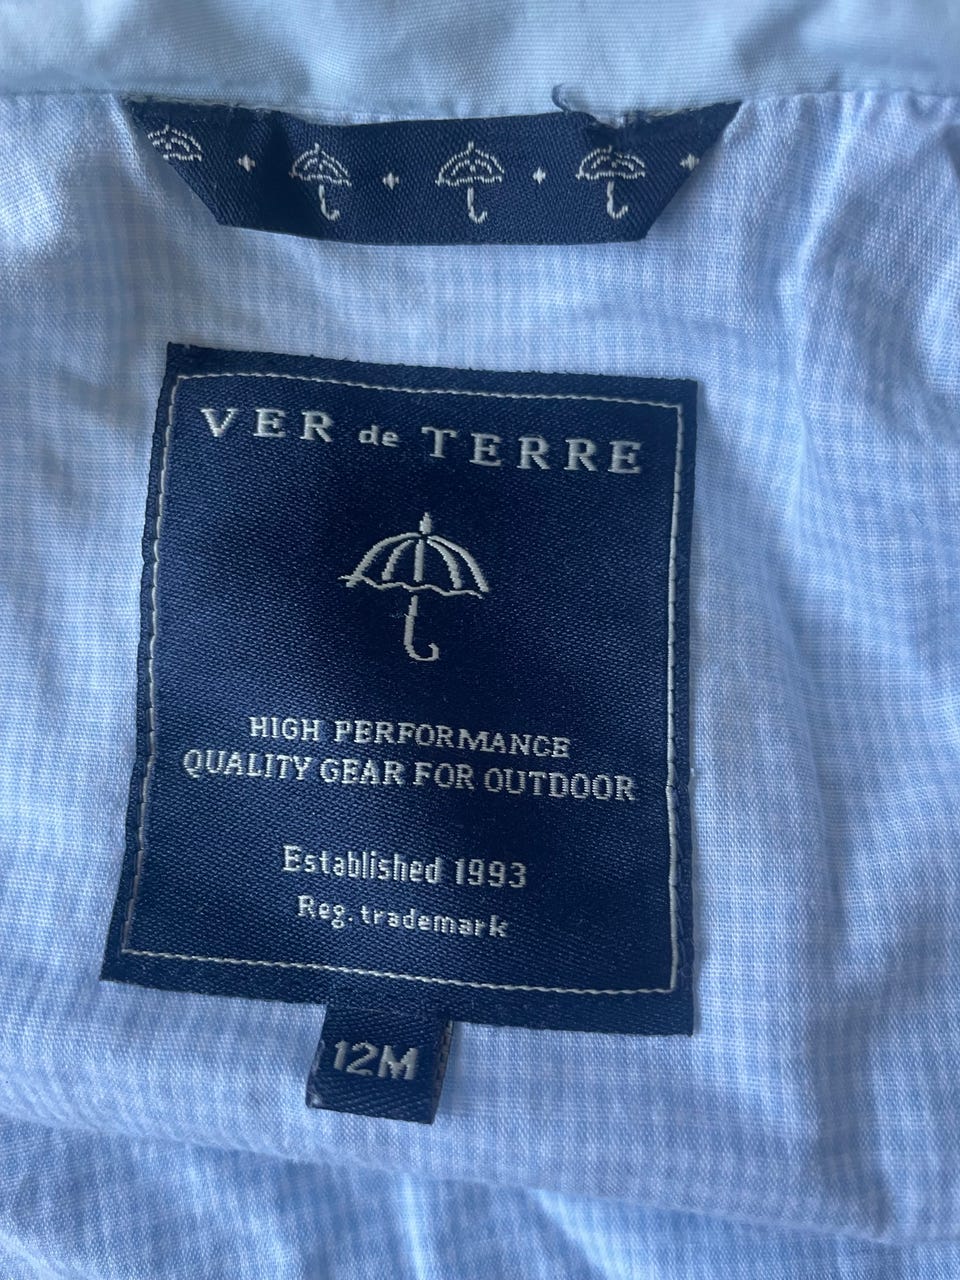 VER de TERRE
HIGH PERFORMANCE
QUALITY GEAR FOR OUTDOOR
Established 1993
Reg. trademark
12M